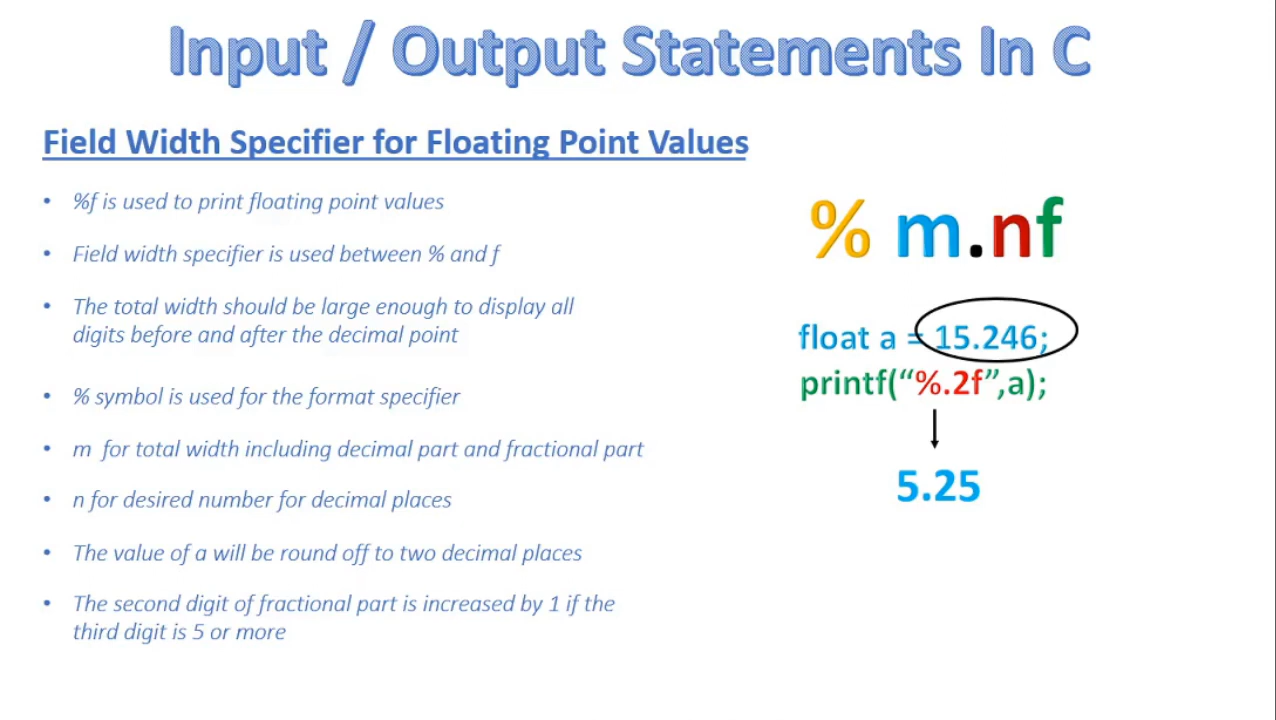 Input / Output Statements In C
Field Width Specifier for Floating Point Values
• %f is used to print floating point values
• Field width specifier is used between % and f
• The total width should be large enough to display all
digits before and after the decimal point
• % symbol is used for the format specifier
• m for total width including decimal part and fractional part
• n for desired number for decimal places
• The value of a will be round off to two decimal places
• The second digit of fractional part is increased by 1 if the
third digit is 5 or more
% m.nf
float a = 15.246;
printf(“%.2f”,a);
5.25